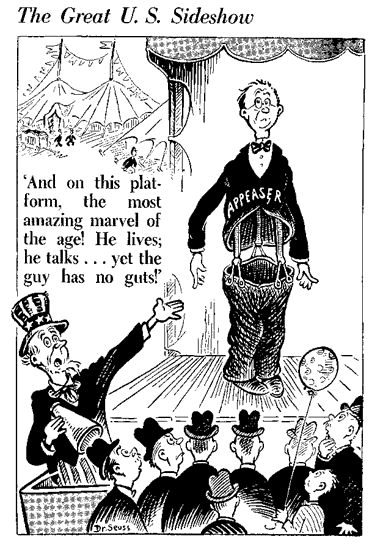 The Great U. S. Sideshow
'And on this plat-
form, the most
amazing marvel of
the age! He lives;
he talks . . . yet the
guy has no guts!'
APPEASER
Dr. Seuss